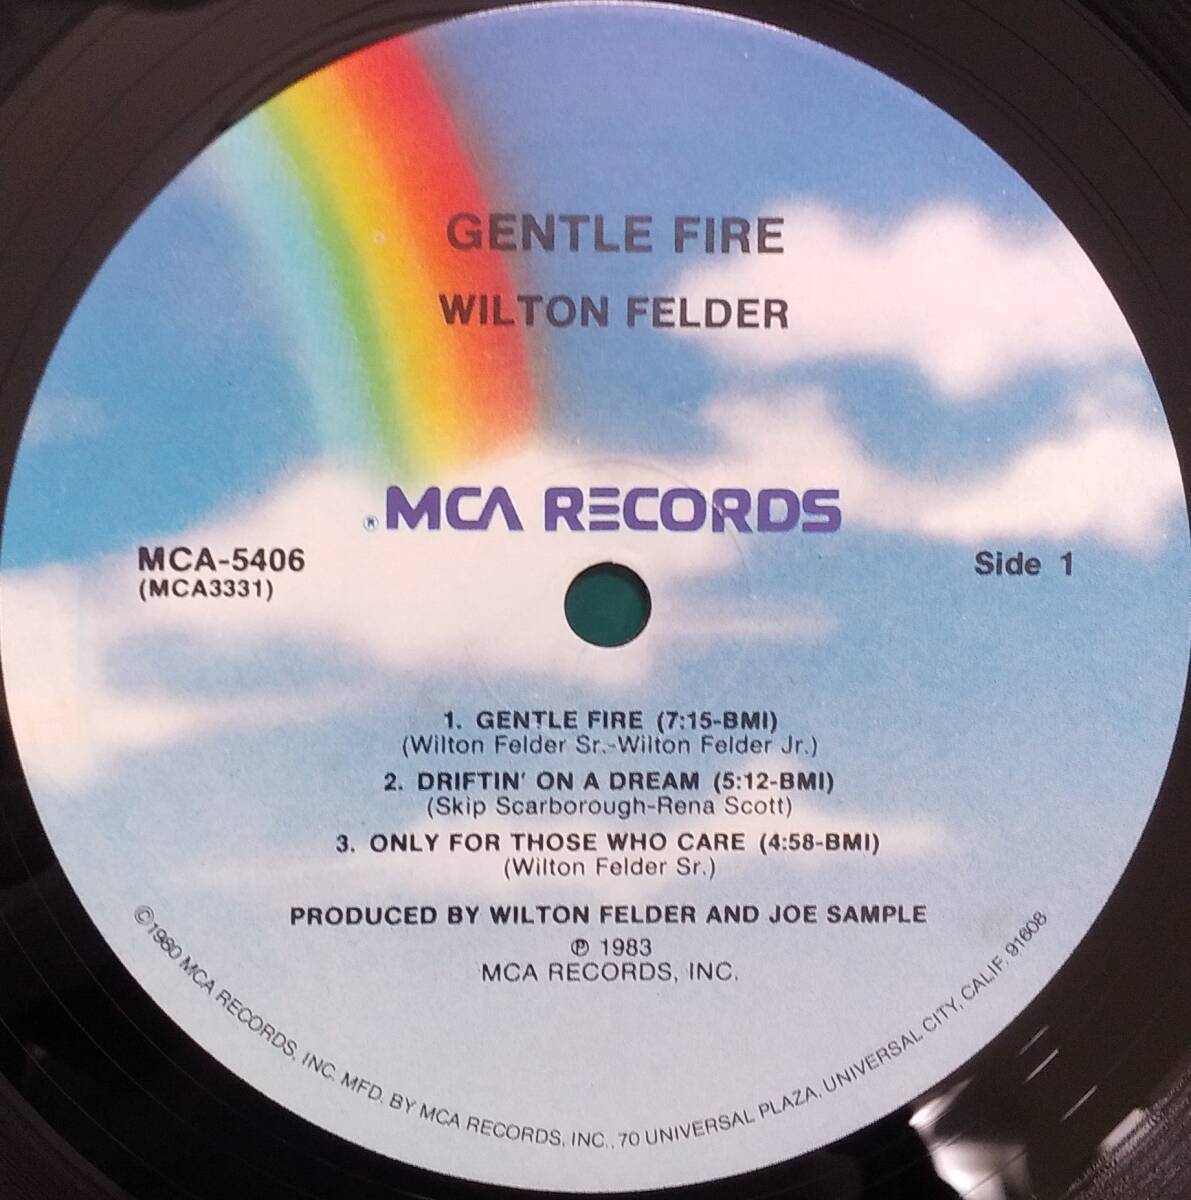 GENTLE FIRE
WILTON FELDER
® MCA RECORDS
MCA-5406
(MCA3331)
Side 1
1. GENTLE FIRE (7:15-BMI)
(Wilton Felder Sr.-Wilton Felder Jr.)
2. DRIFTIN' ON A DREAM (5:12-BMI)
(Skip Scarborough-Rena Scott)
3. ONLY FOR THOSE WHO CARE (4:58-BMI)
(Wilton Felder Sr.)
PRODUCED BY WILTON FELDER AND JOE SAMPLE
℗ 1983
MCA RECORDS, INC.
©1980 MCA RECORDS, INC. MFD. BY MCA RECORDS, INC., 70 UNIVERSAL PLAZA, UNIVERSAL CITY, CALIF. 91608